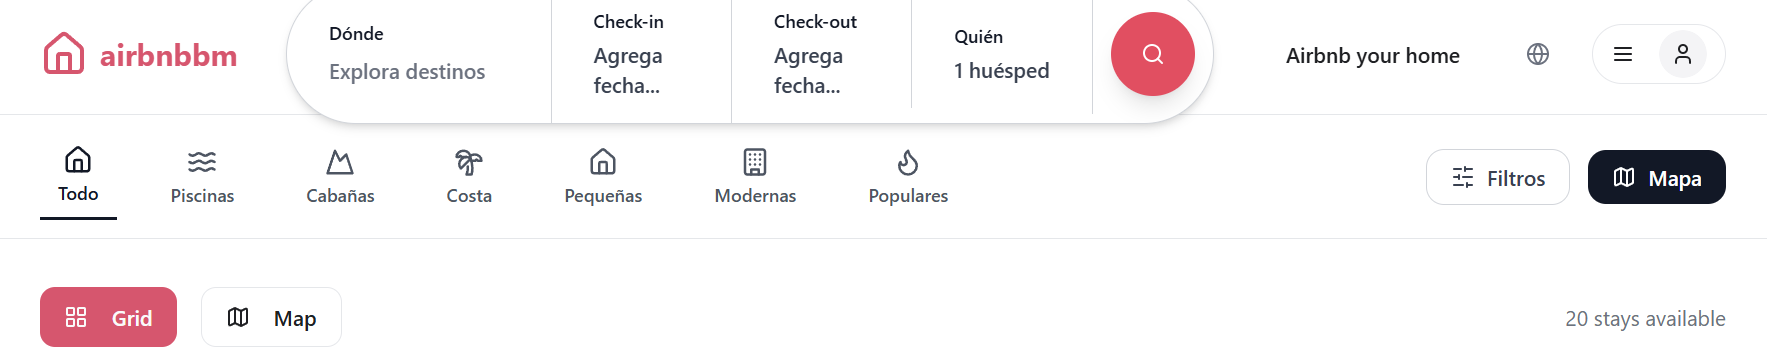 airbnbbm
Dónde
Explora destinos
Check-in
Agrega
fecha...
Check-out
Agrega
fecha...
Quién
1 huésped
Airbnb your home
Todo
Piscinas
Cabañas
Costa
Pequeñas
Modernas
Populares
Filtros
Mapa
Grid
Map
20 stays available